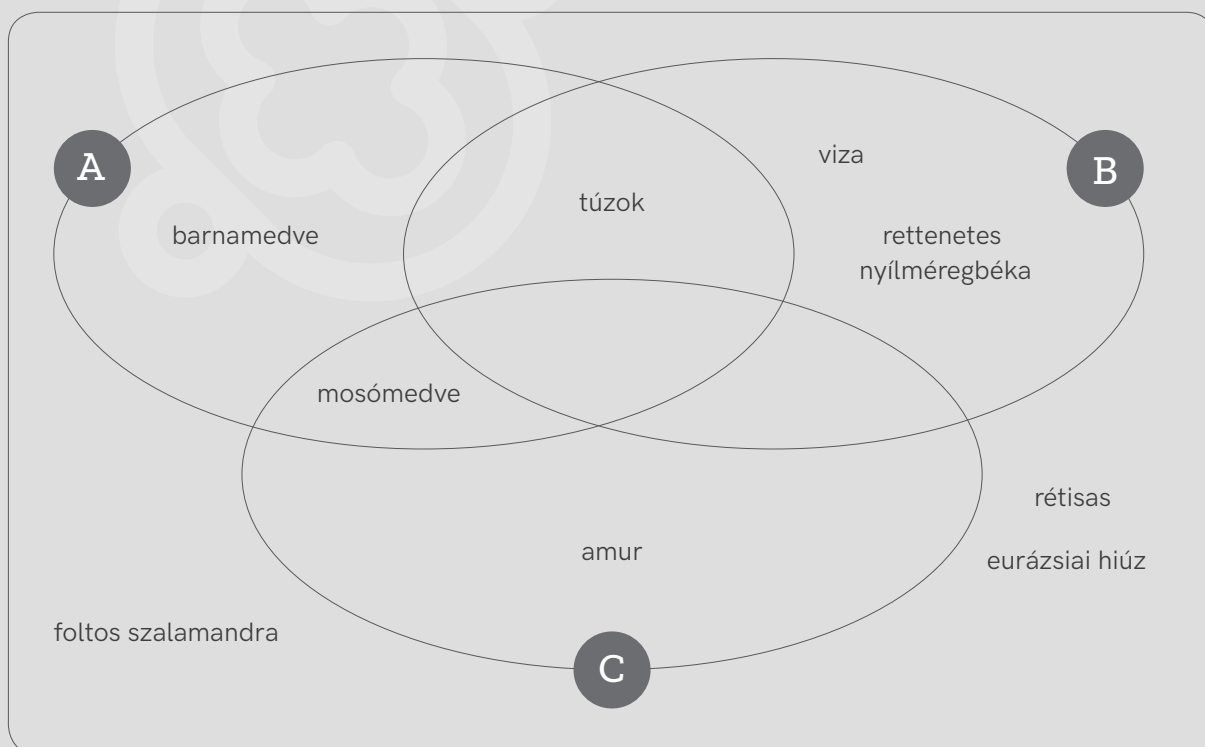 A
B
viza
túzok
barnamedve
rettenetes
nyílméregbéka
mosómedve
rétisas
amur
eurázsiai hiúz
foltos szalamandra
C